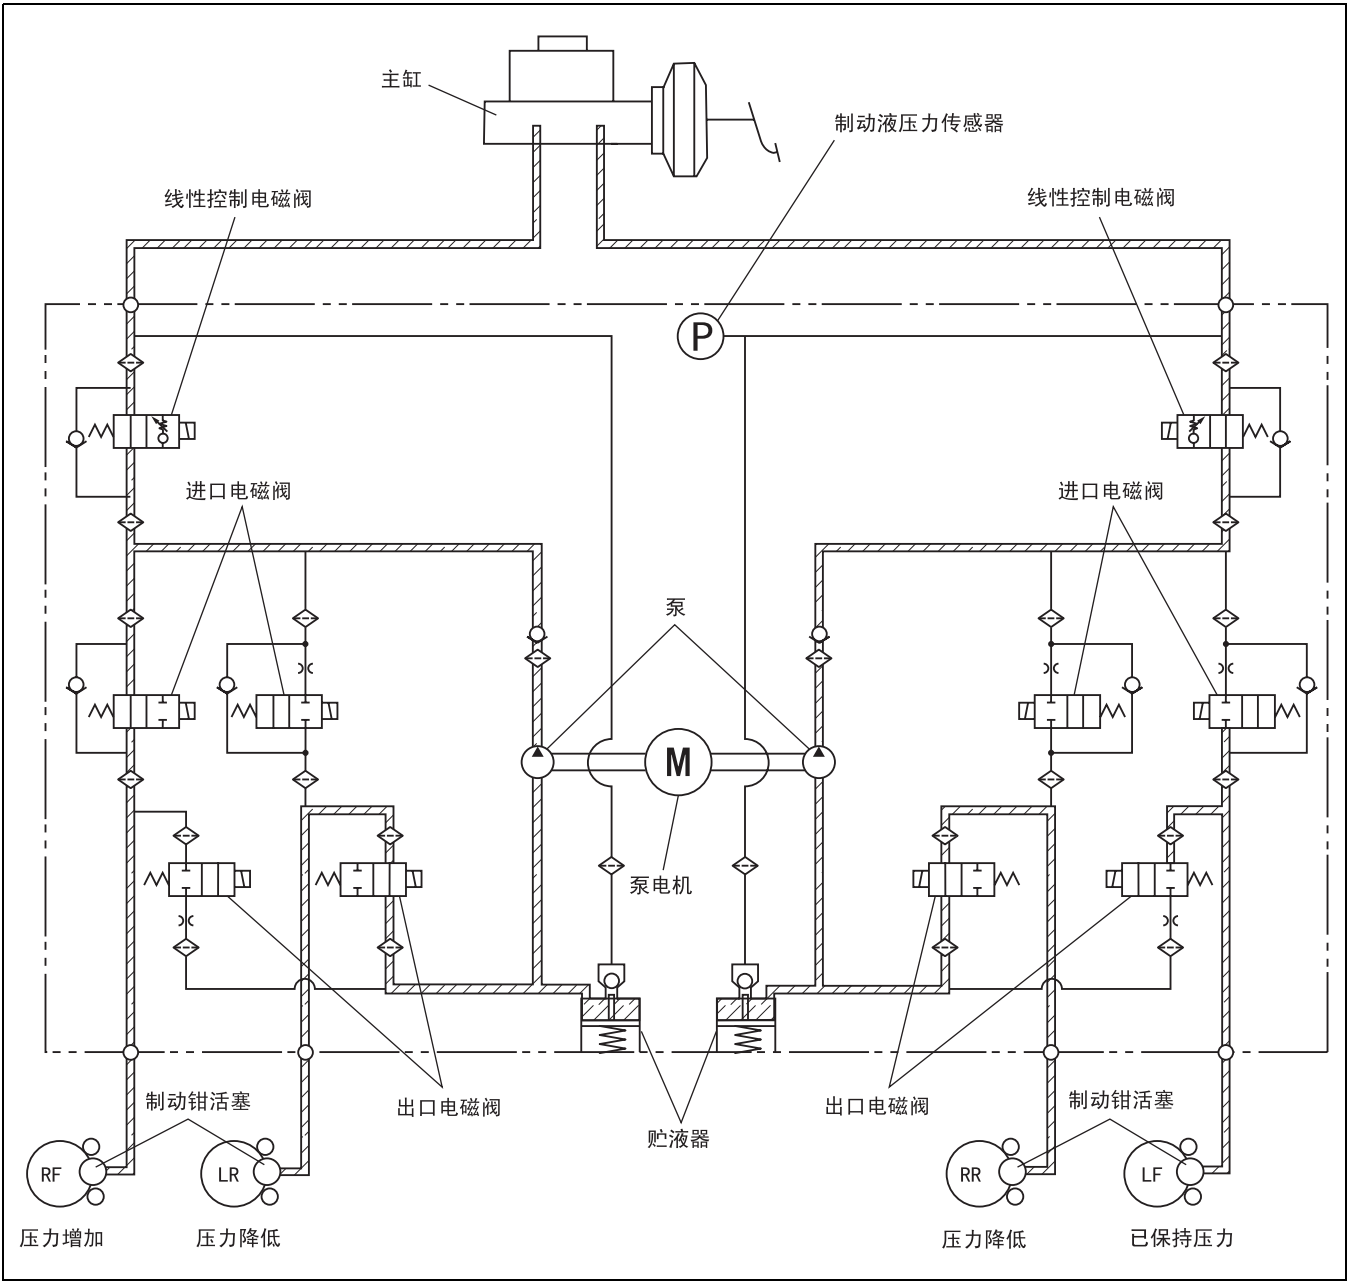 主缸
制动液压力传感器
线性控制电磁阀
线性控制电磁阀
P
进口电磁阀
进口电磁阀
泵
M
泵电机
制动钳活塞
出口电磁阀
出口电磁阀
制动钳活塞
贮液器
RF
LR
RR
LF
压力增加
压力降低
压力降低
已保持压力